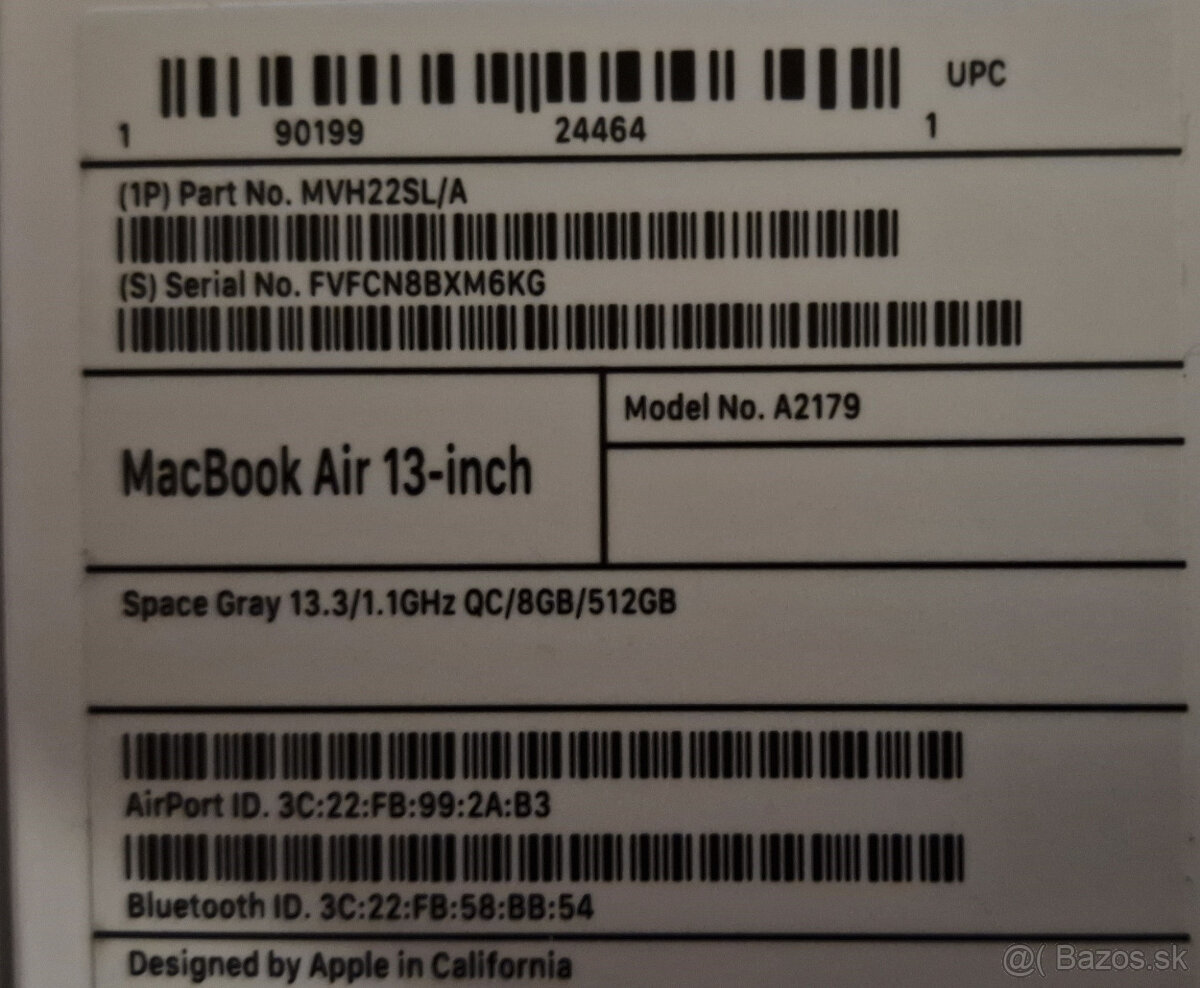 UPC
1 90199 24464 1
(1P) Part No. MVH22SL/A
(S) Serial No. FVFCN8BXM6KG
Model No. A2179
MacBook Air 13-inch
Space Gray 13.3/1.1GHz QC/8GB/512GB
AirPort ID. 3C:22:FB:99:2A:B3
Bluetooth ID. 3C:22:FB:58:BB:54
Designed by Apple in California
@( Bazos.sk